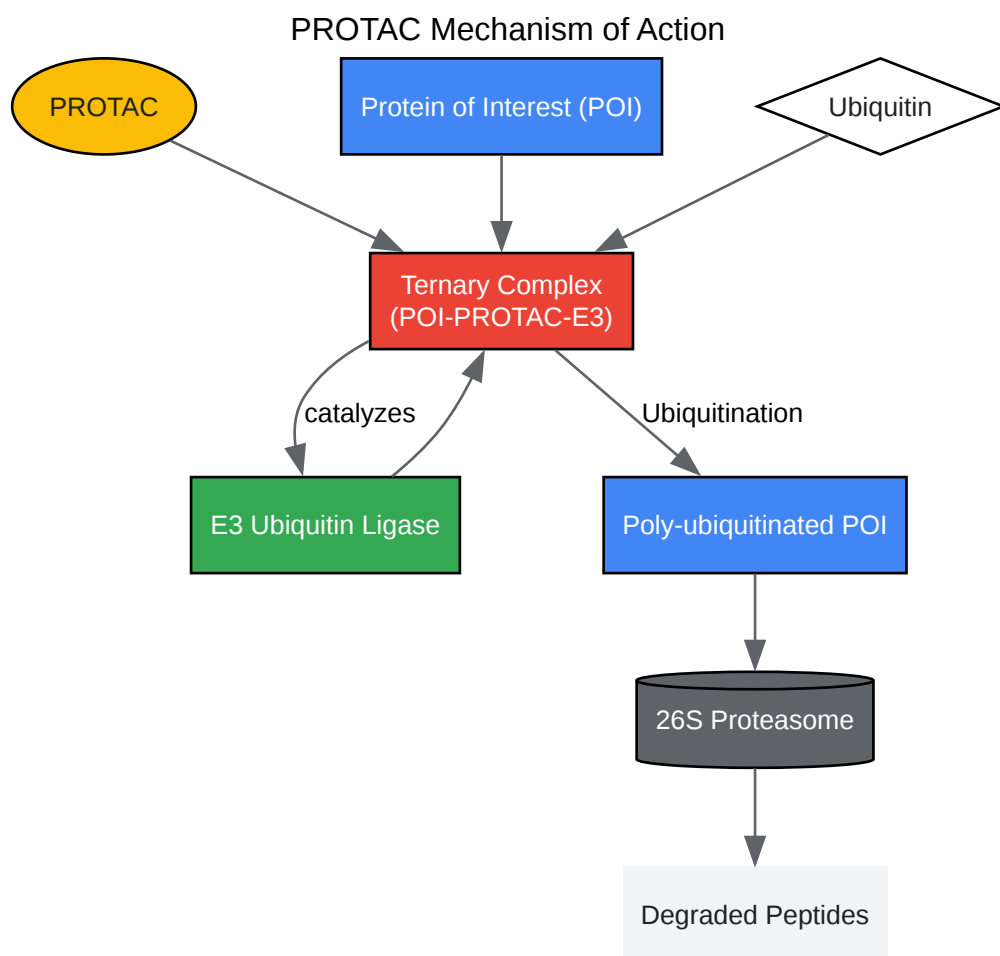 PROTAC Mechanism of Action
PROTAC
Protein of Interest (POI)
Ubiquitin
Ternary Complex
(POI-PROTAC-E3)
catalyzes
Ubiquitination
E3 Ubiquitin Ligase
Poly-ubiquitinated POI
26S Proteasome
Degraded Peptides